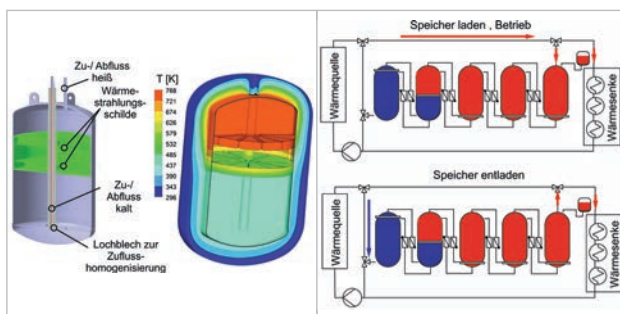 Zu-/ Abfluss
heiß
Wärme-
strahlungs-
schilde
Zu-/
Abfluss
kalt
Lochblech zur
Zufluss-
homogenisierung
T [K]
768
721
674
626
579
532
485
437
390
343
296
Speicher laden , Betrieb
Wärmequelle
Wärmesenke
Speicher entladen
Wärmequelle
Wärmesenke